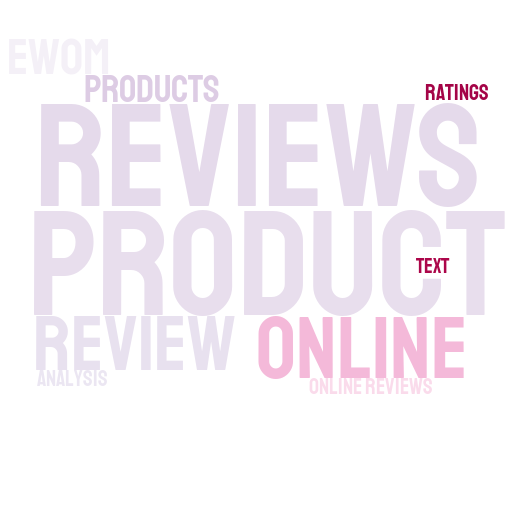 EWOM
PRODUCTS
RATINGS
REVIEWS
PRODUCT
TEXT
REVIEW
ONLINE
ANALYSIS
ONLINE REVIEWS